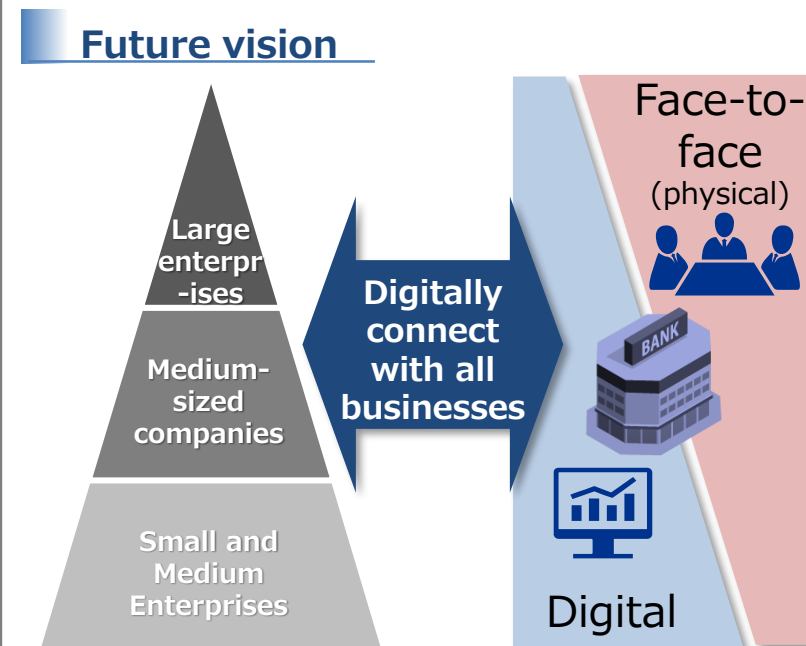 Future vision
Large
enterpr
-ises
Medium-
sized
companies
Small and
Medium
Enterprises
Digitally
connect
with all
businesses
Face-to-
face
(physical)
BANK
Digital